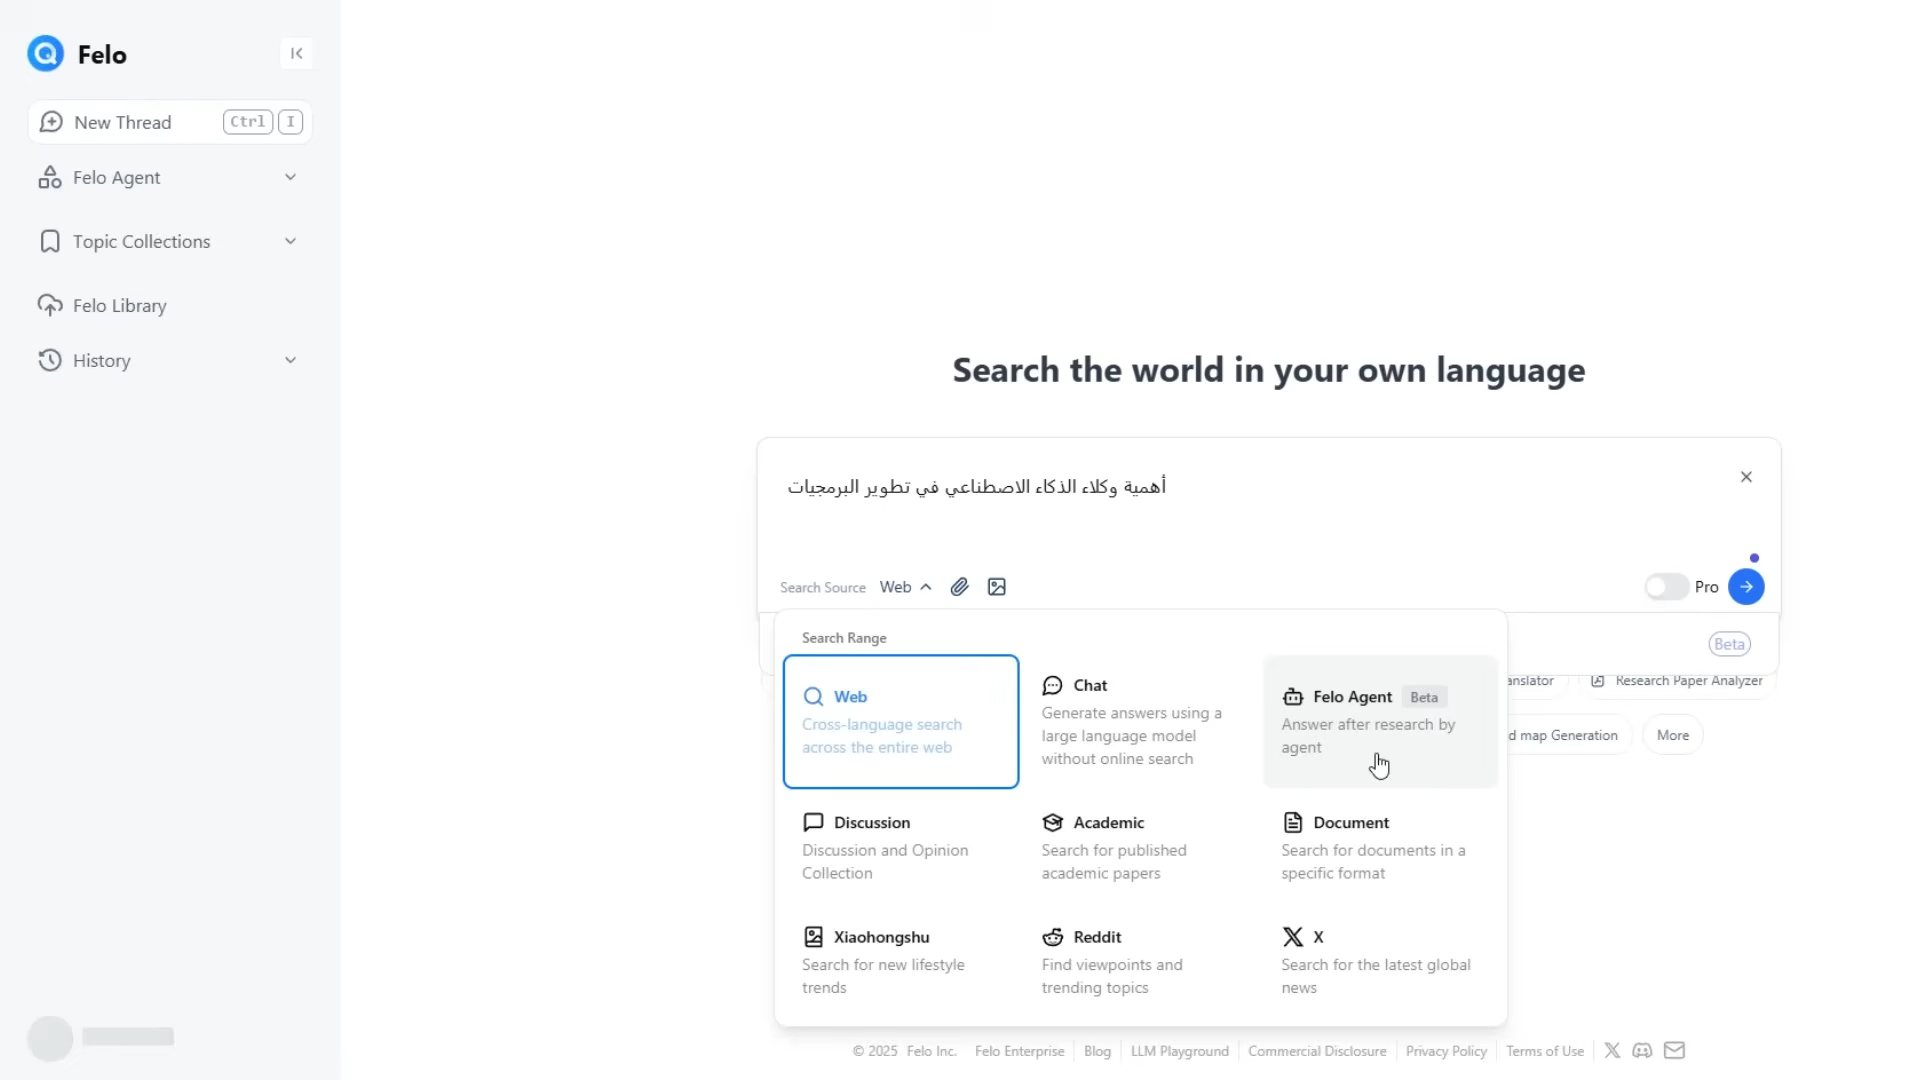 Felo
New Thread Ctrl I
Felo Agent
Topic Collections
Felo Library
History
Search the world in your own language
أهمية وكلاء الذكاء الاصطناعي في تطوير البرمجيات
Search Source Web Pro
Search Range
Beta
Web
Cross-language search
across the entire web
Chat
Generate answers using a
large language model
without online search
Felo Agent Beta
Answer after research by
agent
Research Paper Analyzer
map Generation
More
Discussion
Discussion and Opinion
Collection
Academic
Search for published
academic papers
Document
Search for documents in a
specific format
Xiaohongshu
Search for new lifestyle
trends
Reddit
Find viewpoints and
trending topics
X
Search for the latest global
news
© 2025 Felo Inc. Felo Enterprise Blog LLM Playground Commercial Disclosure Privacy Policy Terms of Use